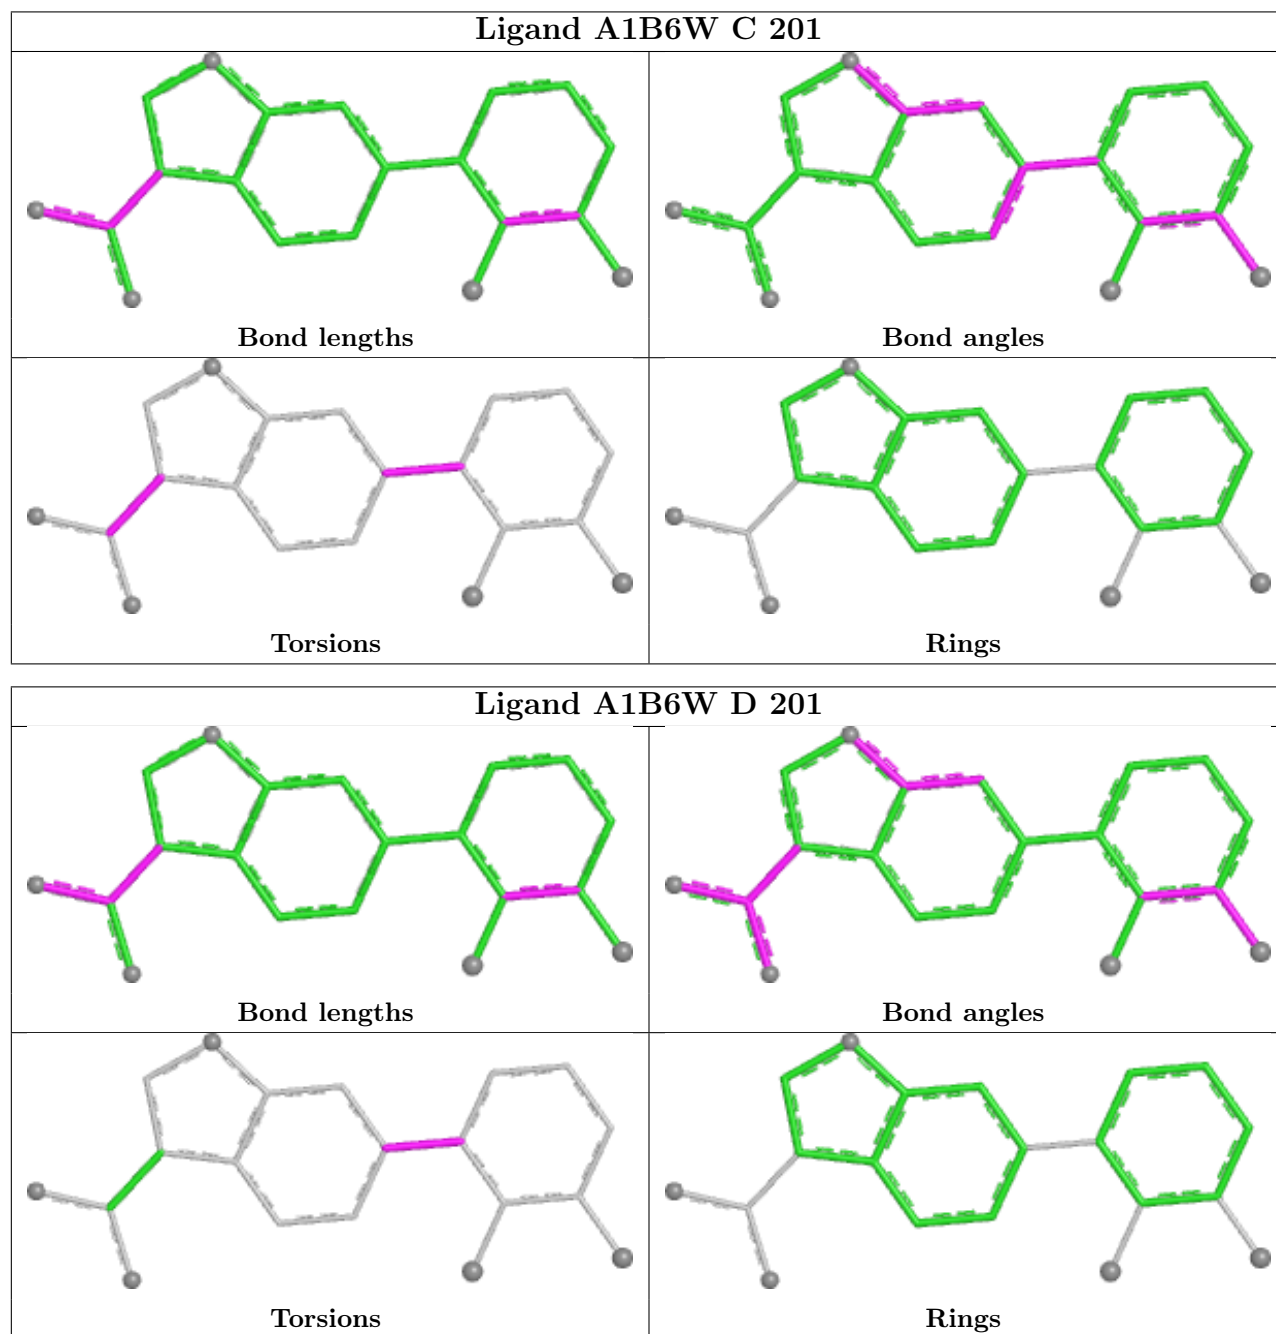 Ligand A1B6W C 201
Bond lengths
Bond angles
Torsions
Rings
Ligand A1B6W D 201
Bond lengths
Bond angles
Torsions
Rings